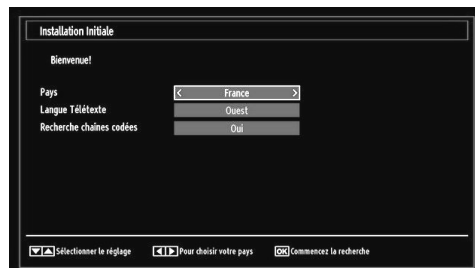 Installation Initiale
Bienvenue!
Pays < France >
Langue Télétexte Ouest
Recherche chaînes codées Oui
Sélectionner le réglage Pour choisir votre pays OK Commencez la recherche